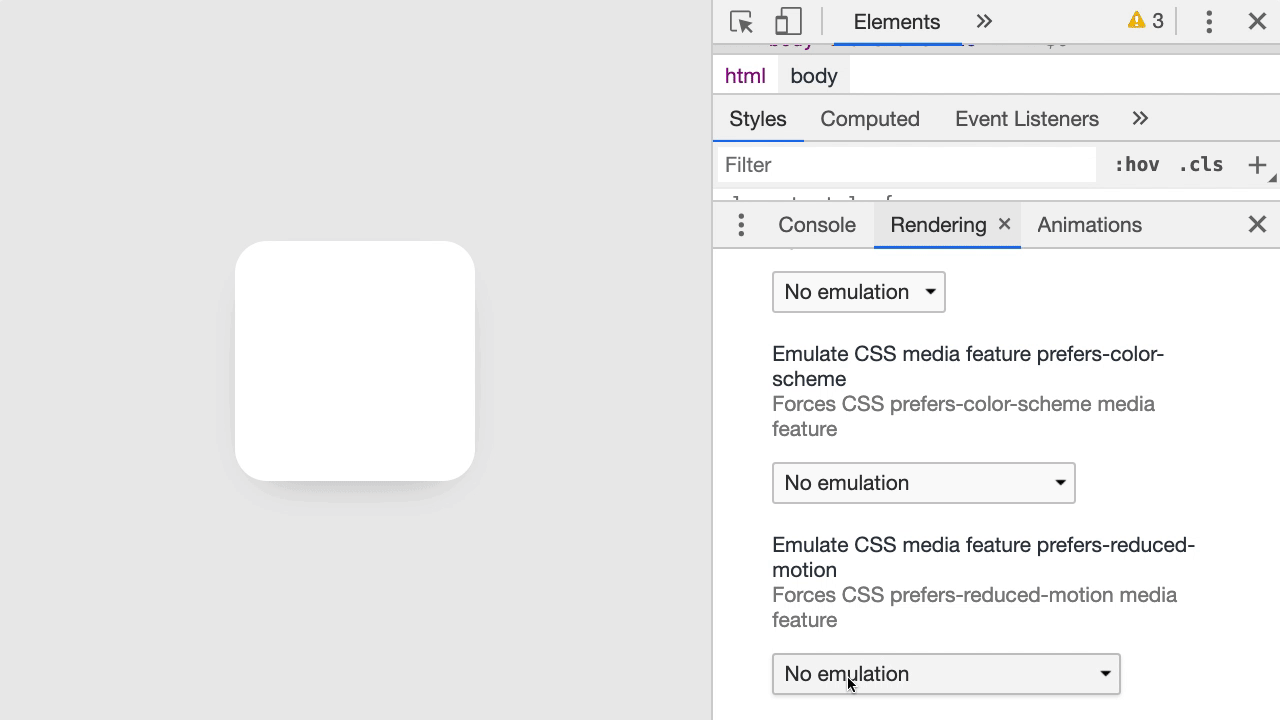 Elements
3
html body
Styles Computed Event Listeners
Filter :hov .cls
Console Rendering Animations
No emulation
Emulate CSS media feature prefers-color-
scheme
Forces CSS prefers-color-scheme media
feature
No emulation
Emulate CSS media feature prefers-reduced-
motion
Forces CSS prefers-reduced-motion media
feature
No emulation